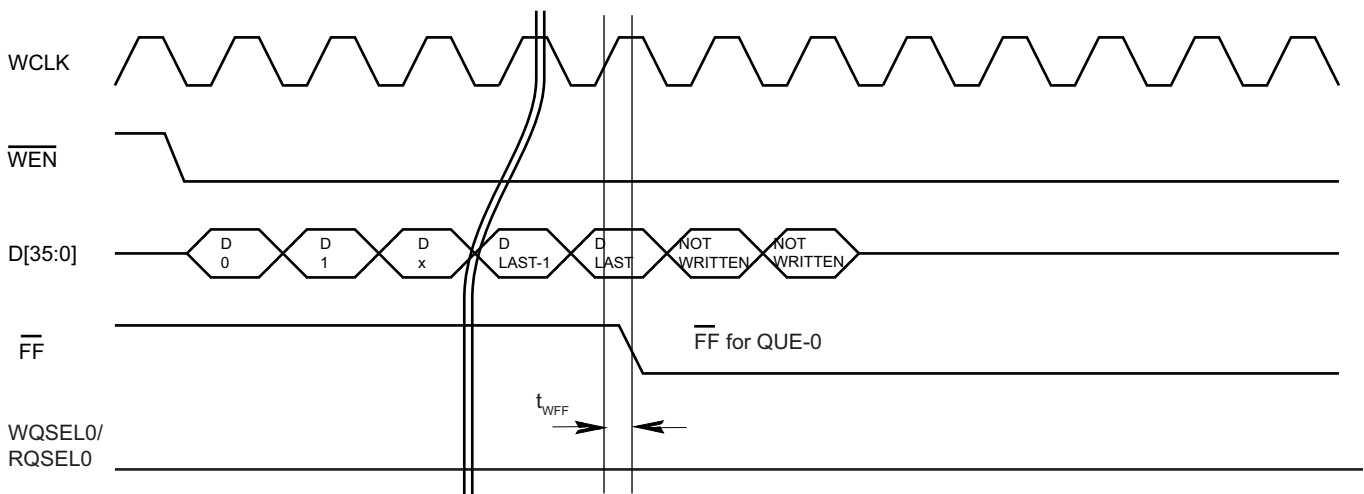 WCLK
WEN
D[35:0]
D
0
D
1
D
x
D
LAST-1
D
LAST
NOT
WRITTEN
NOT
WRITTEN
FF
FF for QUE-0
tWFF
WQSEL0/
RQSEL0